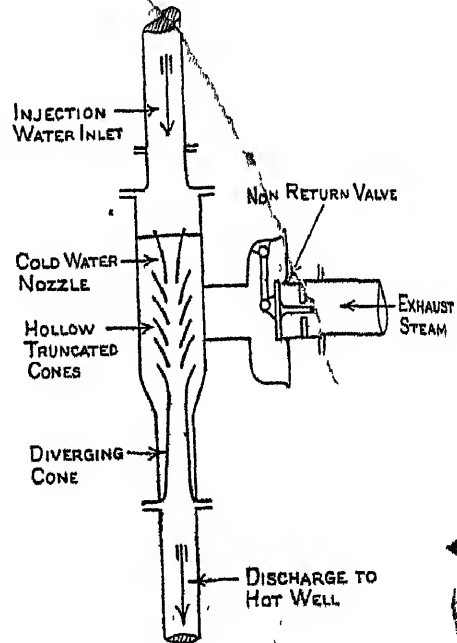 INJECTION
WATER INLET
NON RETURN VALVE
COLD WATER
NOZZLE
EXHAUST
STEAM
HOLLOW
TRUNCATED
CONES
DIVERGING
CONE
DISCHARGE TO
HOT WELL